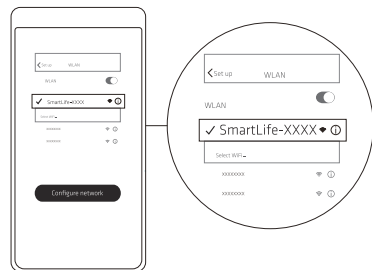 Set up WLAN
WLAN
SmartLife-XXXX
Select WiFi
xxxxxxxx
xxxxxxxx
Configure network
Set up WLAN
WLAN
SmartLife-XXXX
Select WiFi
xxxxxxxx
xxxxxxxx